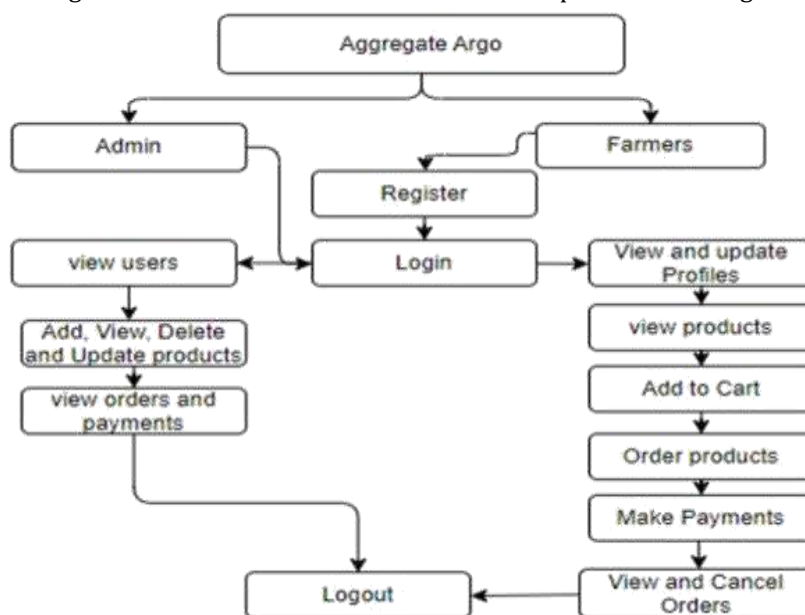 Aggregate Argo
Admin
Farmers
Register
view users
Login
View and update
Profiles
Add, View, Delete
and Update products
view products
view orders and
payments
Add to Cart
Order products
Make Payments
Logout
View and Cancel
Orders